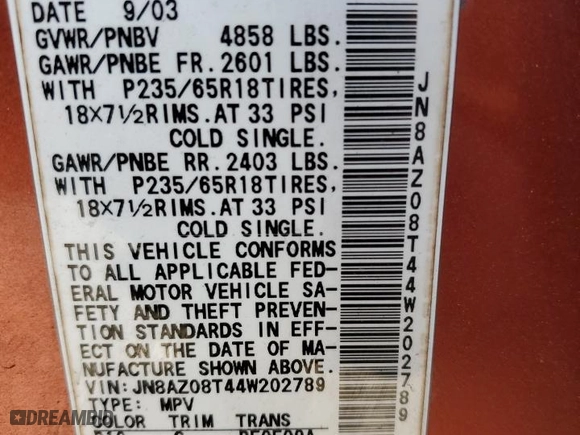 DATE 9/03
GVWR/PNBV 4858 LBS.
GAWR/PNBE FR.2601 LBS.
WITH P235/65R18TIRES,
18X7½RIMS.AT 33 PSI
COLD SINGLE.
GAWR/PNBE RR.2403 LBS.
WITH P235/65R18TIRES,
18X7½RIMS.AT 33 PSI
COLD SINGLE.
THIS VEHICLE CONFORMS
TO ALL APPLICABLE FED-
ERAL MOTOR VEHICLE SA-
FETY AND THEFT PREVEN-
TION STANDARDS IN EFF-
ECT ON THE DATE OF MA-
NUFACTURE SHOWN ABOVE.
VIN:JN8AZ08T44W202789
TYPE: MPV
COLOR TRIM TRANS
JN8AZ08T44W202789
DREAMBID